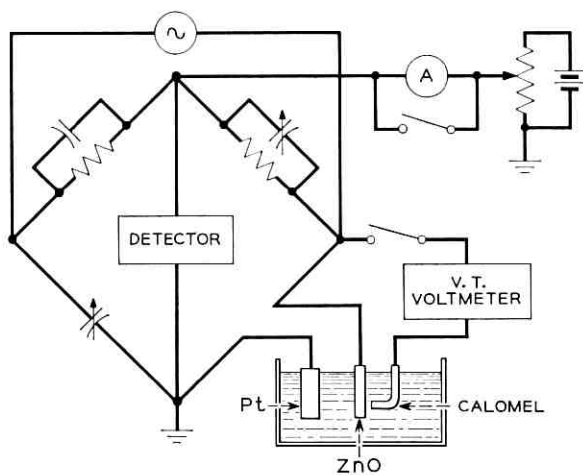 A
DETECTOR
V. T.
VOLTMETER
Pt
CALOMEL
ZnO